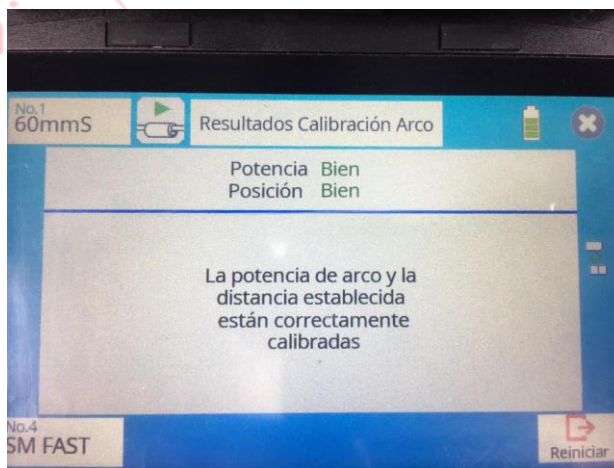 No.1
60mmS
Resultados Calibración Arco
Potencia Bien
Posición Bien
La potencia de arco y la
distancia establecida
están correctamente
calibradas
No.4
SM FAST
Reiniciar